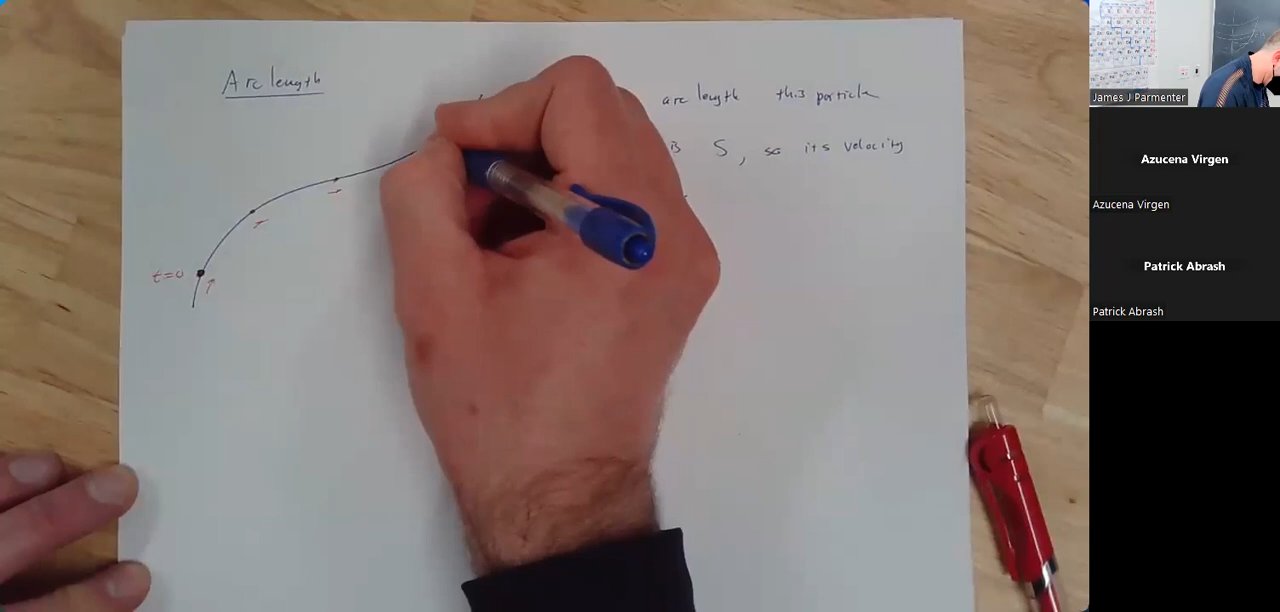 Arc length
arc length this particle
is S, so its velocity
t=0
James J Parmenter
Azucena Virgen
Azucena Virgen
Patrick Abrash
Patrick Abrash